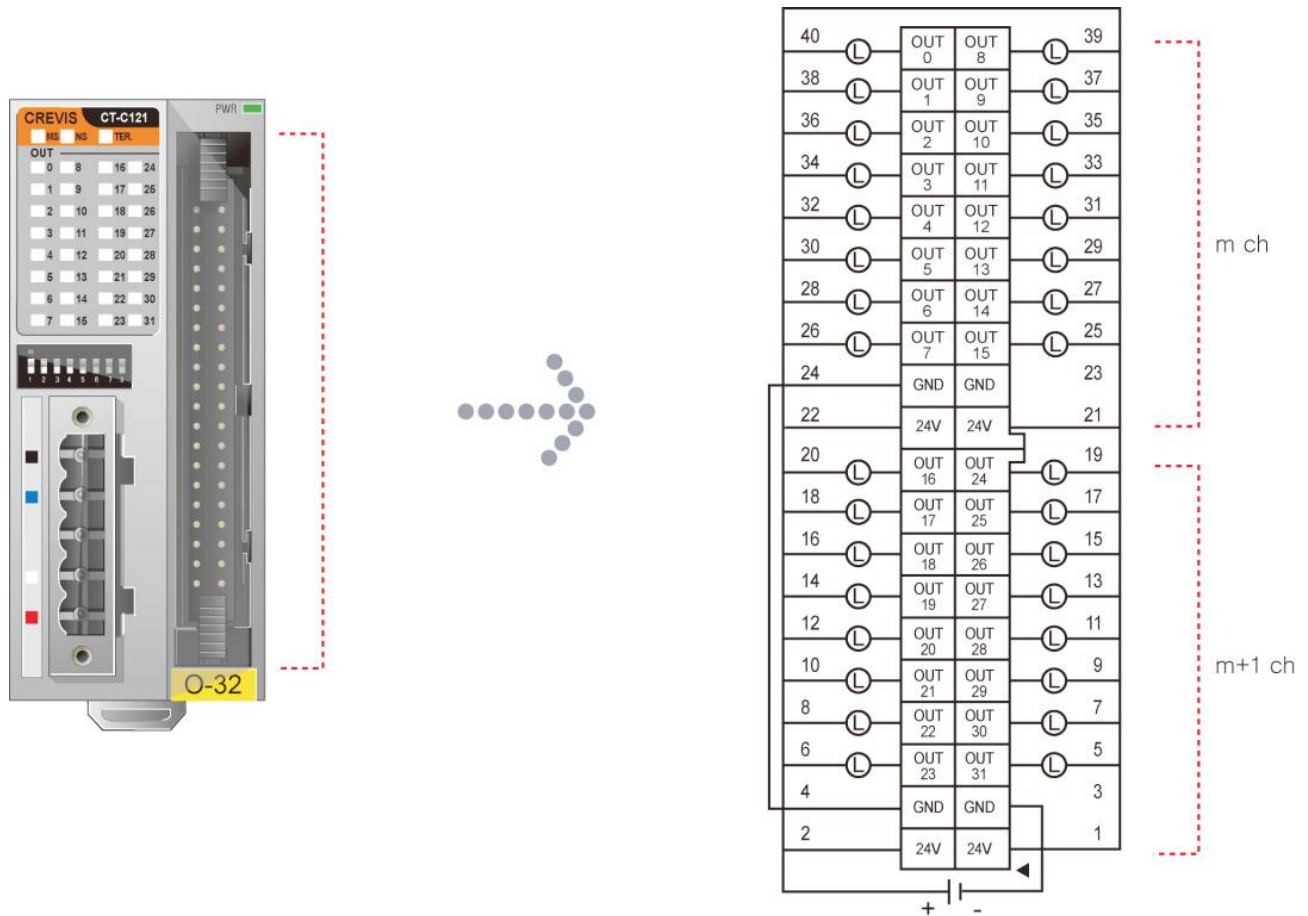 PWR
CREVIS CT-C121
MS NS TER.
OUT
0 8 16 24
1 9 17 25
2 10 18 26
3 11 19 27
4 12 20 28
5 13 21 29
6 14 22 30
7 15 23 31
1 2 3 4 5 6 7 8
O-32
40 L OUT 0 OUT 8 L 39
38 L OUT 1 OUT 9 L 37
36 L OUT 2 OUT 10 L 35
34 L OUT 3 OUT 11 L 33
32 L OUT 4 OUT 12 L 31
30 L OUT 5 OUT 13 L 29
28 L OUT 6 OUT 14 L 27
26 L OUT 7 OUT 15 L 25
24 GND GND 23
22 24V 24V 21
20 L OUT 16 OUT 24 L 19
18 L OUT 17 OUT 25 L 17
16 L OUT 18 OUT 26 L 15
14 L OUT 19 OUT 27 L 13
12 L OUT 20 OUT 28 L 11
10 L OUT 21 OUT 29 L 9
8 L OUT 22 OUT 30 L 7
6 L OUT 23 OUT 31 L 5
4 GND GND 3
2 24V 24V 1
+ -
m ch
m+1 ch